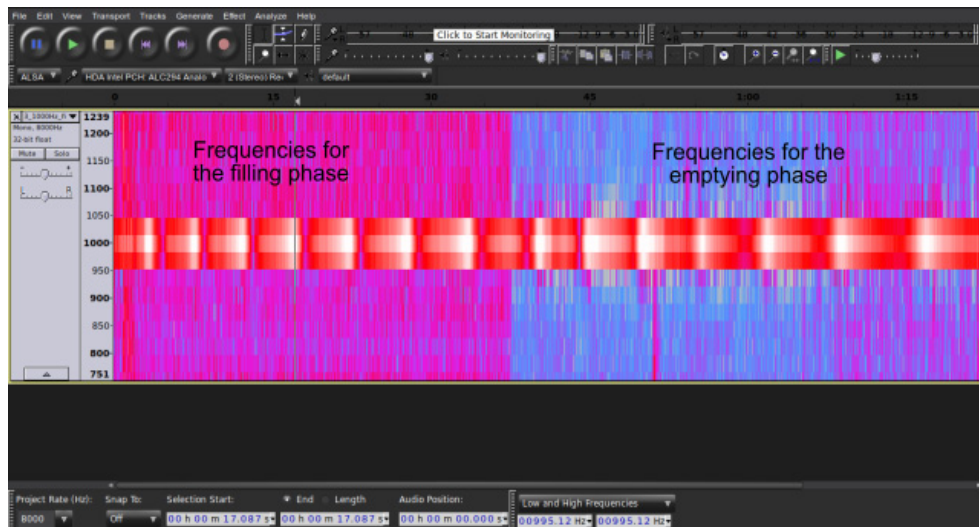 File Edit View Transport Tracks Generate Effect Analyze Help
Click to Start Monitoring
ALSA HDA Intel PCH: ALC294 Analo 2 (Stereo) Re default
0 15 30 45 1:00 1:15
3_1000Hz_fi
Mono, 8000Hz
32-bit float
Mute Solo
- +
L R
1239
1200
1150
1100
1050
1000
950
900
850
800
751
Frequencies for
the filling phase
Frequencies for the
emptying phase
Project Rate (Hz): Snap To: Selection Start: End Length Audio Position: Low and High Frequencies
8000 Off 00 h 00 m 17.087 s 00 h 00 m 17.087 s 00 h 00 m 00.000 s 00995.12 Hz 00995.12 Hz